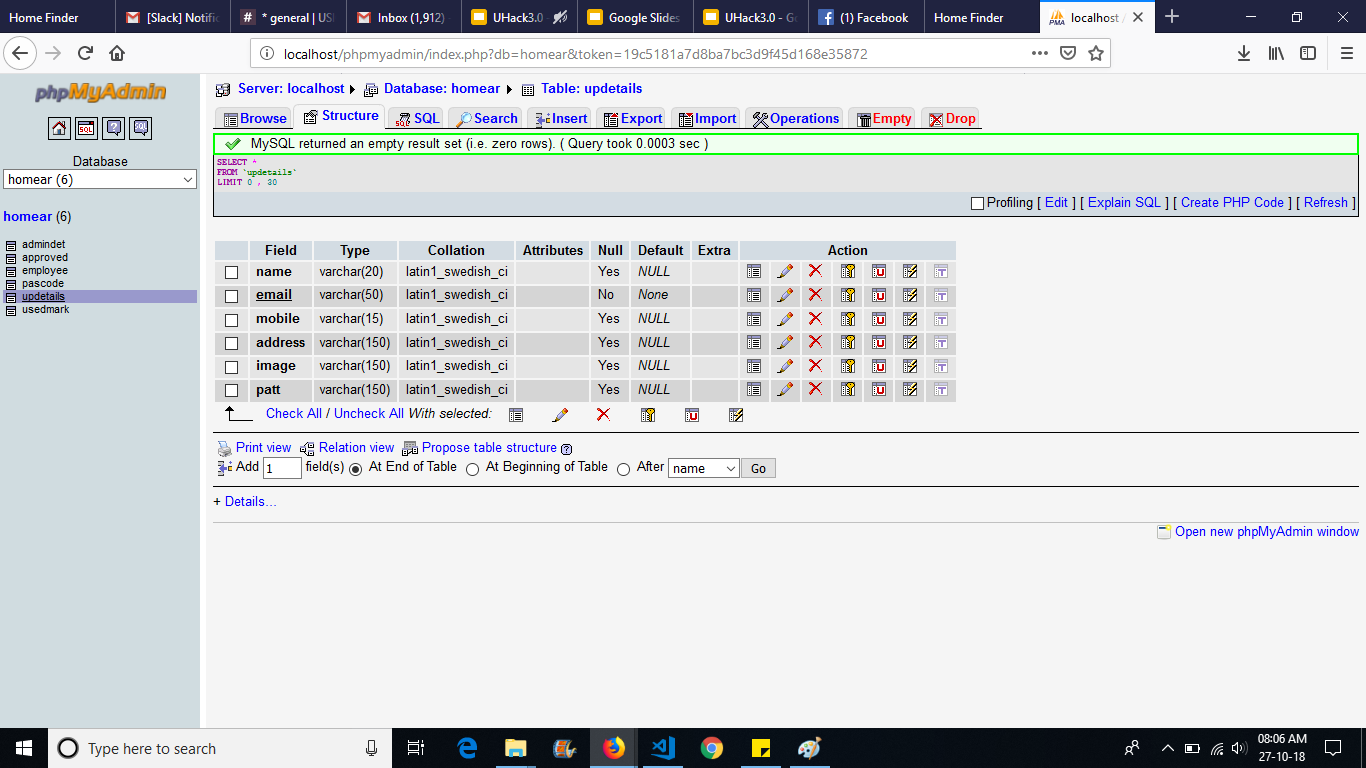 Home Finder
[Slack] Notific
# * general | USI
Inbox (1,912) -
UHack3.0 -
Google Slides
UHack3.0 - Go
(1) Facebook
Home Finder
PMA localhost /
localhost/phpmyadmin/index.php?db=homear&token=19c5181a7d8ba7bc3d9f45d168e35872
phpMyAdmin
SQL
Database
homear (6)
homear (6)
admindet
approved
employee
pascode
updetails
usedmark
Server: localhost Database: homear Table: updetails
Browse Structure SQL Search Insert Export Import Operations Empty Drop
MySQL returned an empty result set (i.e. zero rows). ( Query took 0.0003 sec )
SELECT *
FROM `updetails`
LIMIT 0 , 30
Profiling [ Edit ] [ Explain SQL ] [ Create PHP Code ] [ Refresh ]
Field Type Collation Attributes Null Default Extra Action
name varchar(20) latin1_swedish_ci Yes NULL
email varchar(50) latin1_swedish_ci No None
mobile varchar(15) latin1_swedish_ci Yes NULL
address varchar(150) latin1_swedish_ci Yes NULL
image varchar(150) latin1_swedish_ci Yes NULL
patt varchar(150) latin1_swedish_ci Yes NULL
Check All / Uncheck All With selected:
Print view Relation view Propose table structure
Add 1 field(s) At End of Table At Beginning of Table After name Go
+ Details...
Open new phpMyAdmin window
Type here to search
08:06 AM
27-10-18